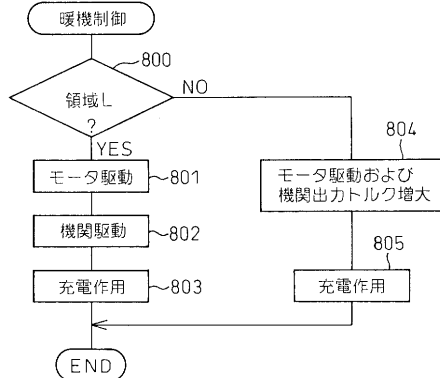 暖機制御
800
領域L
?
NO
YES
モータ駆動
801
804
モータ駆動および
機関出力トルク増大
機関駆動
802
充電作用
803
805
充電作用
END